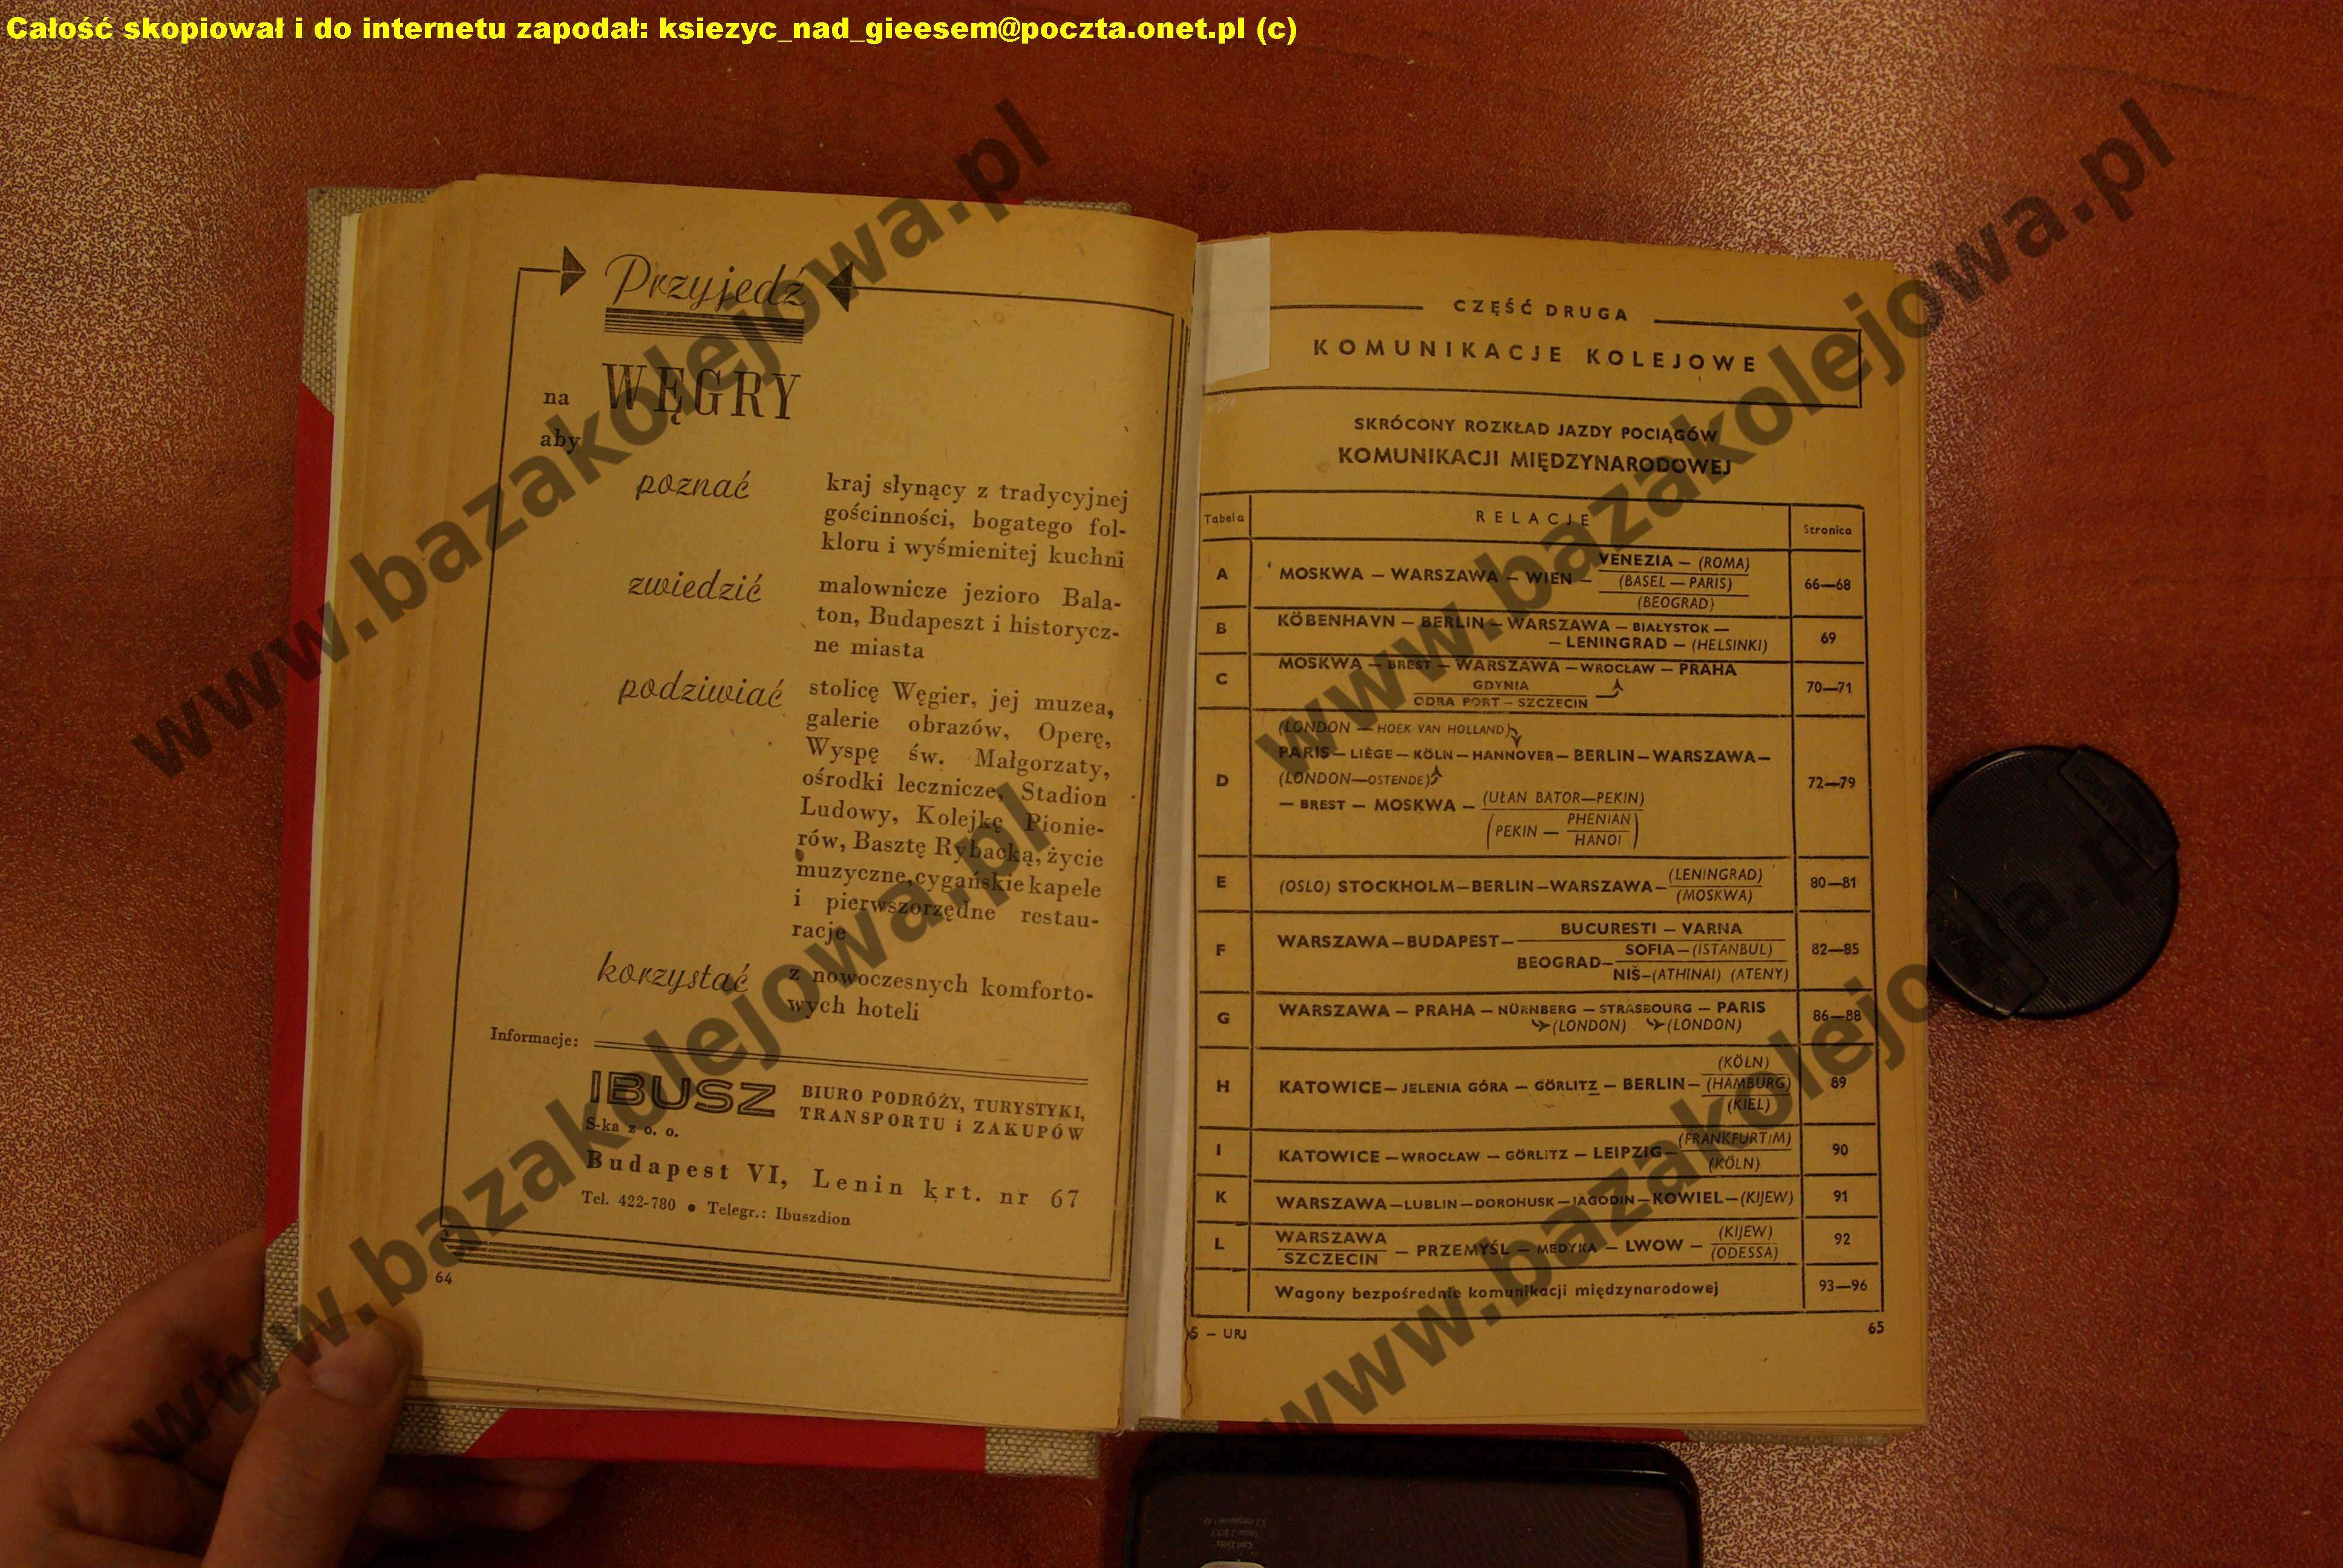 Całość skopiował i do internetu zapodał: ksiezyc_nad_gieesem@poczta.onet.pl (c)
www.bazakolejowa.pl
www.bazakolejowa.pl
www.bazakolejowa.pl
www.bazakolejowa.pl
Przyjedź
na WĘGRY
aby
poznać
kraj słynący z tradycyjnej
gościnności, bogatego fol-
kloru i wyśmienitej kuchni
zwiedzić
malownicze jezioro Bala-
ton, Budapeszt i historycz-
ne miasta
podziwiać
stolicę Węgier, jej muzea,
galerie obrazów, Operę,
Wyspę św. Małgorzaty,
ośrodki lecznicze, Stadion
Ludowy, Kolejkę Pionie-
rów, Basztę Rybacką, życie
muzyczne, cygańskie kapele
i pierwszorzędne restau-
racje
korzystać
z nowoczesnych komforto-
wych hoteli
Informacje:
IBUSZ
S-ka z o. o.
BIURO PODRÓŻY, TURYSTYKI,
TRANSPORTU i ZAKUPÓW
Budapest VI, Lenin krt. nr 67
Tel. 422-780 • Telegr.: Ibuszdion
64
CZĘŚĆ DRUGA
KOMUNIKACJE KOLEJOWE
SKRÓCONY ROZKŁAD JAZDY POCIĄGÓW
KOMUNIKACJI MIĘDZYNARODOWEJ
Tabela RELACJE Stronica
VENEZIA – (ROMA)
A MOSKWA – WARSZAWA – WIEN – (BASEL – PARIS) 66—68
(BEOGRAD)
B KÖBENHAVN – BERLIN – WARSZAWA – BIAŁYSTOK –
– LENINGRAD – (HELSINKI) 69
C MOSKWA – BREST – WARSZAWA – WROCŁAW – PRAHA 70—71
GDYNIA
ODRA PORT – SZCZECIN
(LONDON – HOEK VAN HOLLAND)
PARIS – LIÈGE – KÖLN – HANNOVER – BERLIN – WARSZAWA –
D (LONDON—OSTENDE) 72—79
– BREST – MOSKWA – (UŁAN BATOR—PEKIN)
(PEKIN – PHENIAN
HANOI)
E (OSLO) STOCKHOLM – BERLIN – WARSZAWA – (LENINGRAD) 80—81
(MOSKWA)
BUCURESTI – VARNA
F WARSZAWA – BUDAPEST – 82—85
BEOGRAD – SOFIA – (ISTANBUL)
NIŠ – (ATHINAI) (ATENY)
G WARSZAWA – PRAHA – NÜRNBERG – STRASBOURG – PARIS 86—88
(LONDON) (LONDON)
(KÖLN)
H KATOWICE – JELENIA GÓRA – GÖRLITZ – BERLIN – (HAMBURG) 89
(KIEL)
I KATOWICE – WROCŁAW – GÖRLITZ – LEIPZIG – (FRANKFURT/M) 90
(KÖLN)
K WARSZAWA – LUBLIN – DOROHUSK – JAGODIN – KOWIEL – (KIJEW) 91
L WARSZAWA
SZCZECIN – PRZEMYŚL – MEDYKA – LWOW – (KIJEW) 92
(ODESSA)
Wagony bezpośrednie komunikacji międzynarodowej 93—96
5 – URJ
65